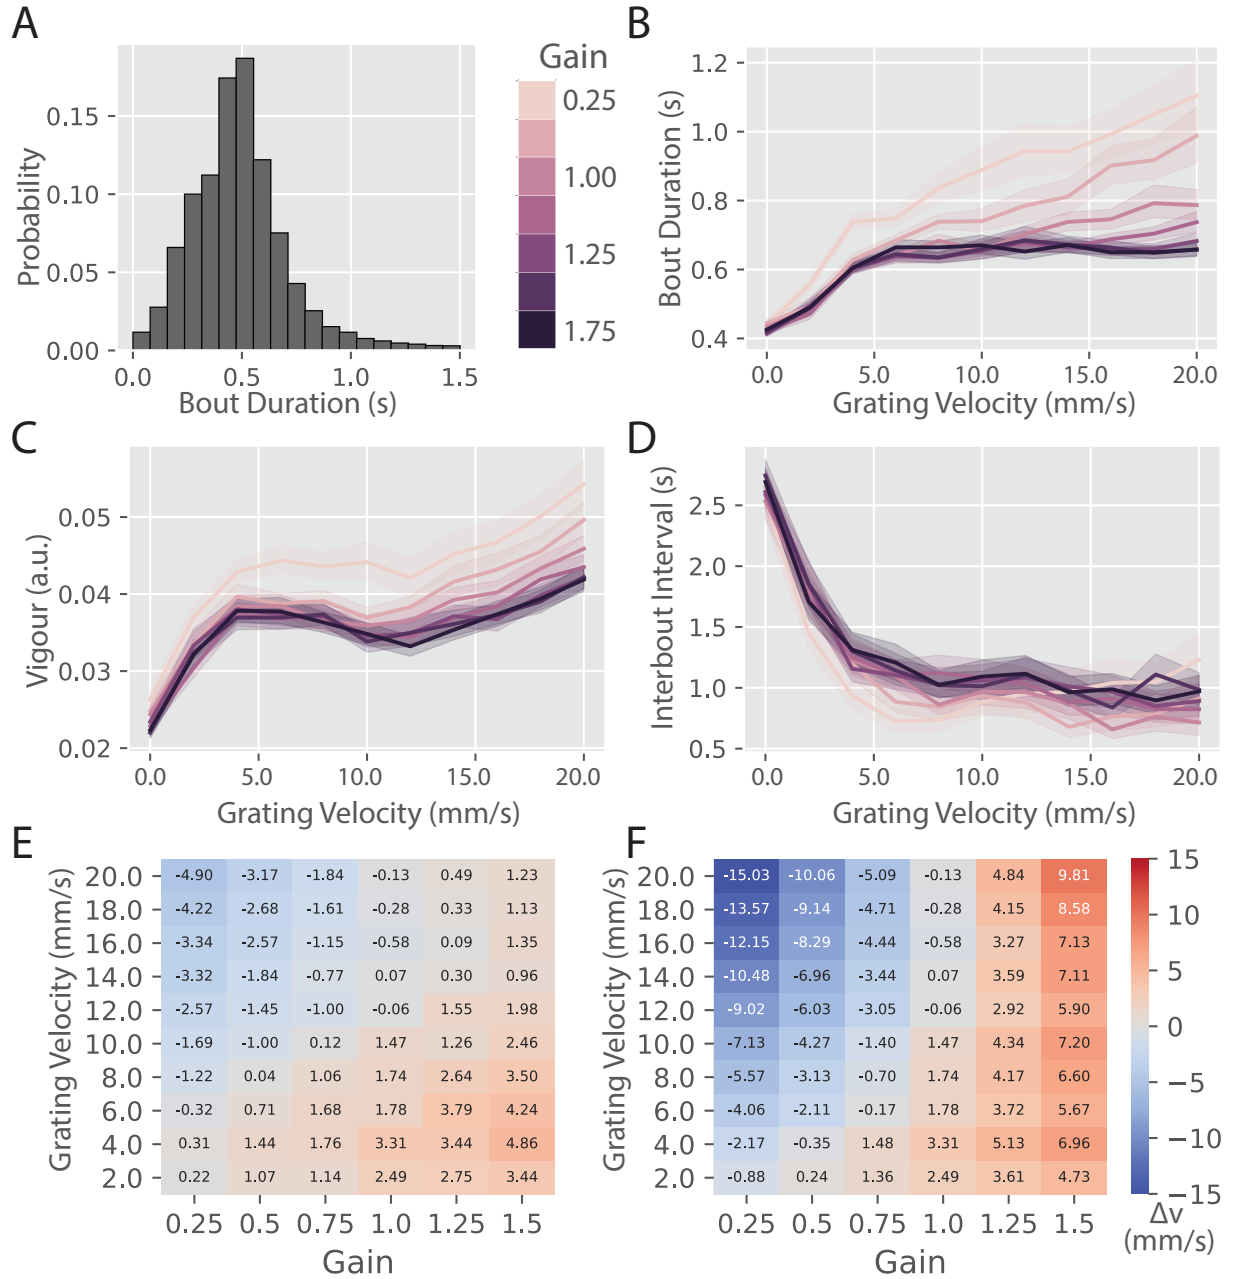 A
Probability
0.15
0.10
0.05
0.00
0.0 0.5 1.0 1.5
Bout Duration (s)
Gain
0.25
1.00
1.25
1.75
B
Bout Duration (s)
1.2
1.0
0.8
0.6
0.4
0.0 5.0 10.0 15.0 20.0
Grating Velocity (mm/s)
C
Vigour (a.u.)
0.05
0.04
0.03
0.02
0.0 5.0 10.0 15.0 20.0
Grating Velocity (mm/s)
D
Interbout Interval (s)
2.5
2.0
1.5
1.0
0.5
0.0 5.0 10.0 15.0 20.0
Grating Velocity (mm/s)
E
Grating Velocity (mm/s)
20.0 -4.90 -3.17 -1.84 -0.13 0.49 1.23
18.0 -4.22 -2.68 -1.61 -0.28 0.33 1.13
16.0 -3.34 -2.57 -1.15 -0.58 0.09 1.35
14.0 -3.32 -1.84 -0.77 0.07 0.30 0.96
12.0 -2.57 -1.45 -1.00 -0.06 1.55 1.98
10.0 -1.69 -1.00 0.12 1.47 1.26 2.46
8.0 -1.22 0.04 1.06 1.74 2.64 3.50
6.0 -0.32 0.71 1.68 1.78 3.79 4.24
4.0 0.31 1.44 1.76 3.31 3.44 4.86
2.0 0.22 1.07 1.14 2.49 2.75 3.44
0.25 0.5 0.75 1.0 1.25 1.5
Gain
F
Grating Velocity (mm/s)
20.0 -15.03 -10.06 -5.09 -0.13 4.84 9.81
18.0 -13.57 -9.14 -4.71 -0.28 4.15 8.58
16.0 -12.15 -8.29 -4.44 -0.58 3.27 7.13
14.0 -10.48 -6.96 -3.44 0.07 3.59 7.11
12.0 -9.02 -6.03 -3.05 -0.06 2.92 5.90
10.0 -7.13 -4.27 -1.40 1.47 4.34 7.20
8.0 -5.57 -3.13 -0.70 1.74 4.17 6.60
6.0 -4.06 -2.11 -0.17 1.78 3.72 5.67
4.0 -2.17 -0.35 1.48 3.31 5.13 6.96
2.0 -0.88 0.24 1.36 2.49 3.61 4.73
0.25 0.5 0.75 1.0 1.25 1.5
Gain
15
10
5
0
−5
−10
−15
Δv
(mm/s)